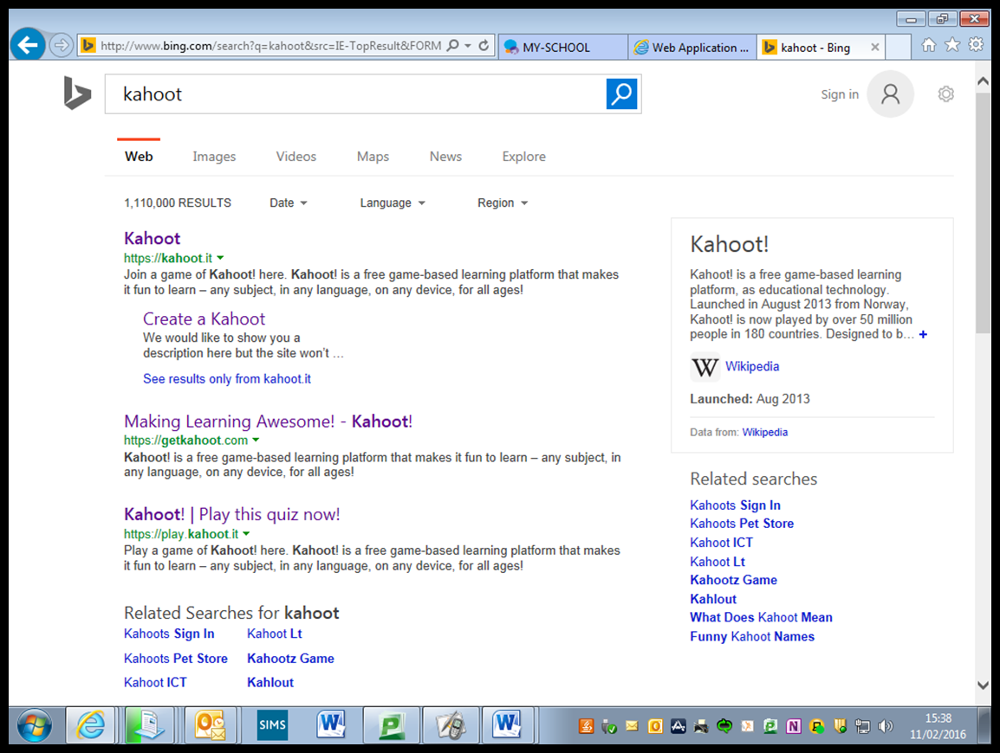 http://www.bing.com/search?q=kahoot&src=IE-TopResult&FORM
MY-SCHOOL
Web Application ...
kahoot - Bing
kahoot
Sign in
Web Images Videos Maps News Explore
1,110,000 RESULTS Date Language Region
Kahoot
https://kahoot.it
Join a game of Kahoot! here. Kahoot! is a free game-based learning platform that makes
it fun to learn – any subject, in any language, on any device, for all ages!
Create a Kahoot
We would like to show you a
description here but the site won't ...
See results only from kahoot.it
Making Learning Awesome! - Kahoot!
https://getkahoot.com
Kahoot! is a free game-based learning platform that makes it fun to learn – any subject, in
any language, on any device, for all ages!
Kahoot! | Play this quiz now!
https://play.kahoot.it
Play a game of Kahoot! here. Kahoot! is a free game-based learning platform that makes
it fun to learn – any subject, in any language, on any device, for all ages!
Related Searches for kahoot
Kahoots Sign In Kahoot Lt
Kahoots Pet Store Kahootz Game
Kahoot ICT Kahlout
Kahoot!
Kahoot! is a free game-based learning
platform, as educational technology.
Launched in August 2013 from Norway,
Kahoot! is now played by over 50 million
people in 180 countries. Designed to b... +
W Wikipedia
Launched: Aug 2013
Data from: Wikipedia
Related searches
Kahoots Sign In
Kahoots Pet Store
Kahoot ICT
Kahoot Lt
Kahootz Game
Kahlout
What Does Kahoot Mean
Funny Kahoot Names
SIMS
15:38
11/02/2016